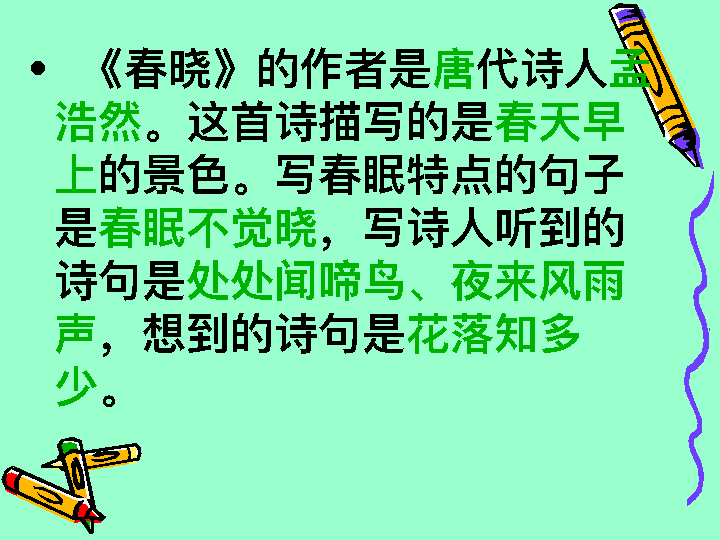 • 《春晓》的作者是唐代诗人孟
浩然。这首诗描写的是春天早
上的景色。写春眠特点的句子
是春眠不觉晓，写诗人听到的
诗句是处处闻啼鸟、夜来风雨
声，想到的诗句是花落知多
少。